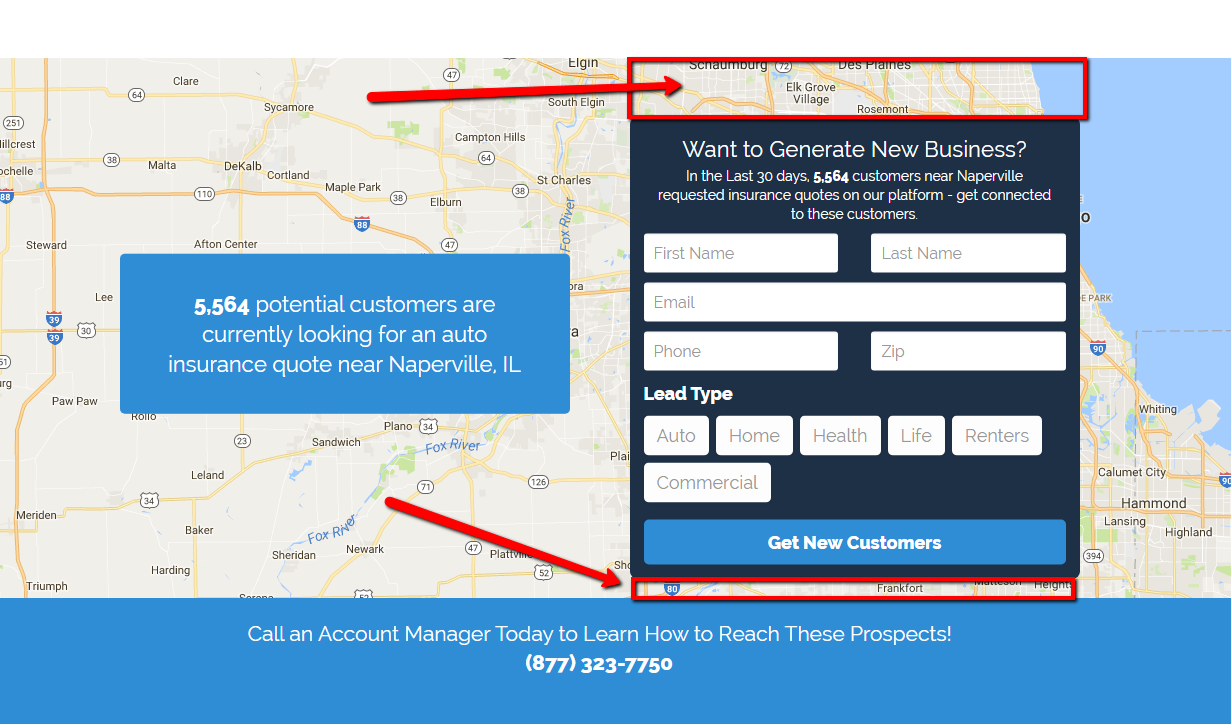 Elgin
Schaumburg
72
Des Plaines
47
Clare
Elk Grove
Village
64
South Elgin
Sycamore
Rosemont
251
Campton Hills
64
38
Malta
DeKalb
Cortland
St Charles
Maple Park
38
38
110
Elburn
88
88
Fox River
Steward
Afton Center
47
Lee
39
30
39
Paw Paw
Plano
34
23
Sandwich
Fox River
Leland
71
126
34
Meriden
Baker
Fox River
Sheridan
Newark
47
52
Harding
Triumph
52
Want to Generate New Business?
In the Last 30 days, 5,564 customers near Naperville
requested insurance quotes on our platform - get connected
to these customers.
First Name
Last Name
Email
Phone
Zip
Lead Type
Auto
Home
Health
Life
Renters
Commercial
Get New Customers
5,564 potential customers are
currently looking for an auto
insurance quote near Naperville, IL
E PARK
90
Whiting
Calumet City
90
Hammond
Lansing
Highland
394
80
Frankfort
Matteson
Call an Account Manager Today to Learn How to Reach These Prospects!
(877) 323-7750